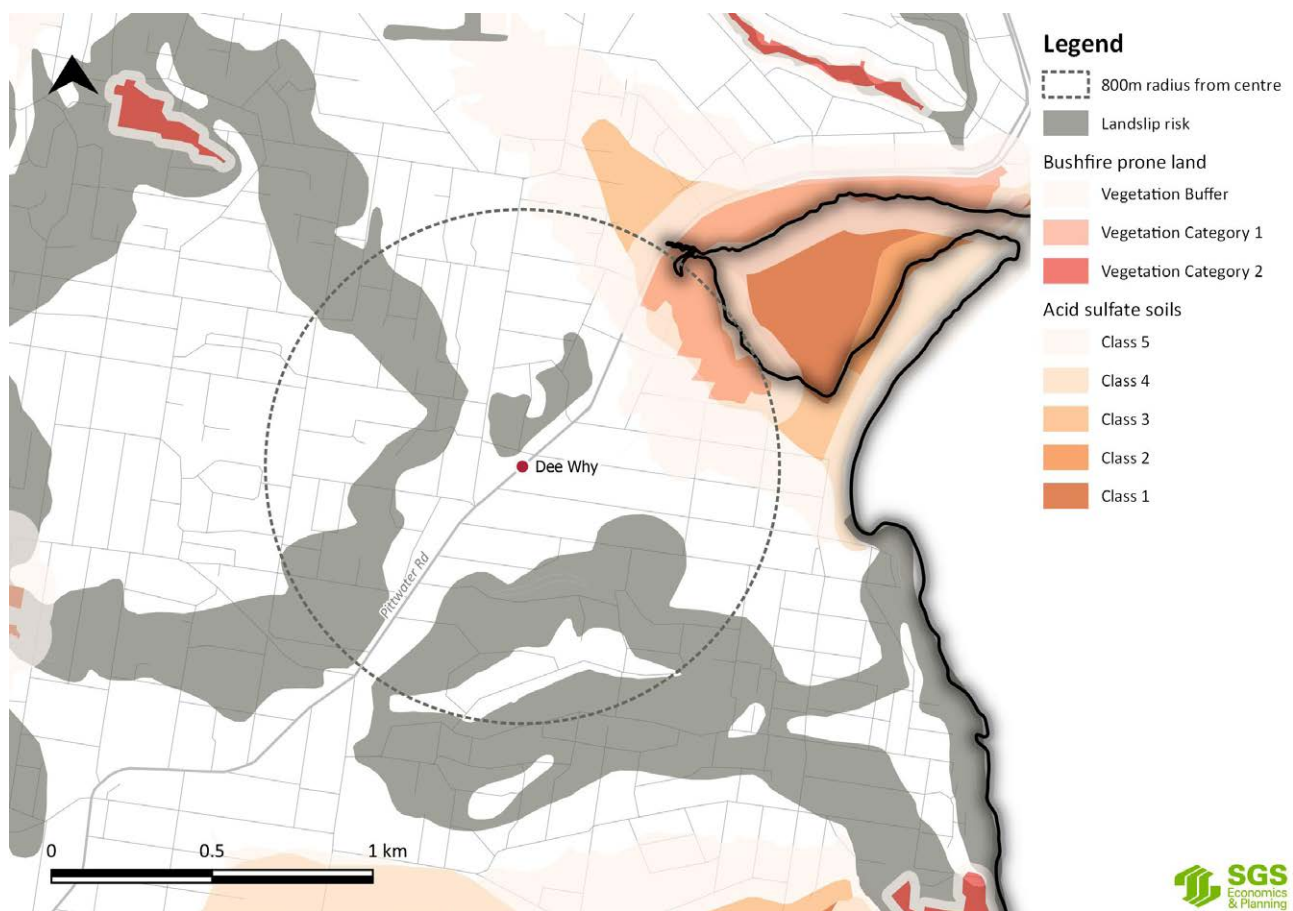 Dee Why
Pittwater Rd
0 0.5 1 km
Legend
800m radius from centre
Landslip risk
Bushfire prone land
Vegetation Buffer
Vegetation Category 1
Vegetation Category 2
Acid sulfate soils
Class 5
Class 4
Class 3
Class 2
Class 1
SGS
Economics
& Planning